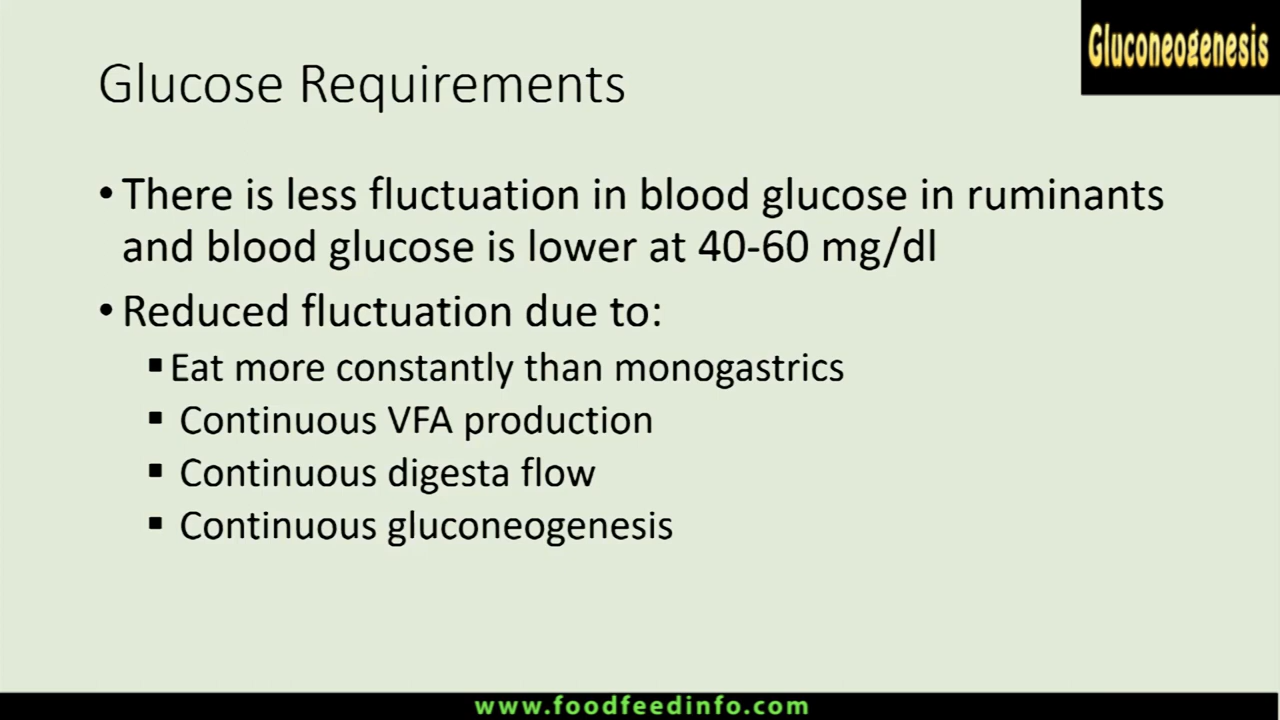 Gluconeogenesis
Glucose Requirements
• There is less fluctuation in blood glucose in ruminants
and blood glucose is lower at 40-60 mg/dl
• Reduced fluctuation due to:
▪ Eat more constantly than monogastrics
▪ Continuous VFA production
▪ Continuous digesta flow
▪ Continuous gluconeogenesis
www.foodfeedinfo.com